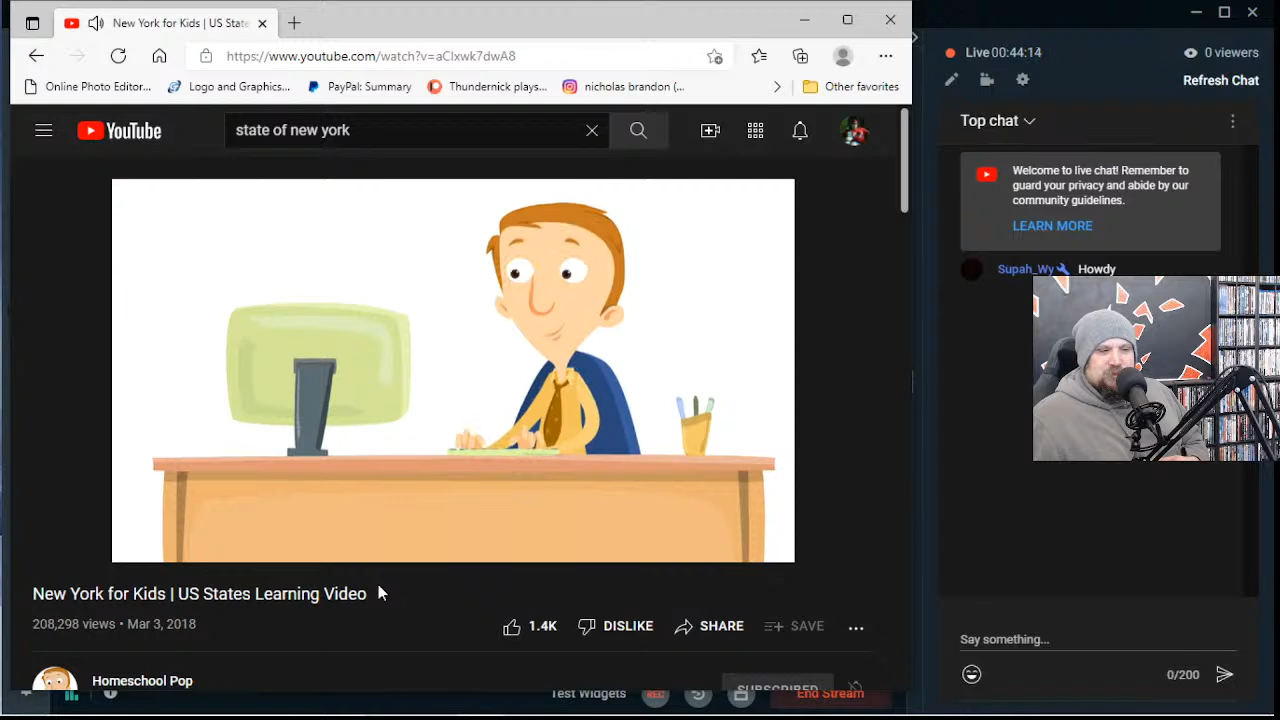 New York for Kids | US State
https://www.youtube.com/watch?v=aCIxwk7dwA8
Online Photo Editor...
Logo and Graphics...
PayPal: Summary
Thundernick plays...
nicholas brandon (...
Other favorites
YouTube
state of new york
New York for Kids | US States Learning Video
208,298 views • Mar 3, 2018
1.4K
DISLIKE
SHARE
SAVE
Homeschool Pop
SUBSCRIBED
Test Widgets
REC
End Stream
Live 00:44:14
0 viewers
Refresh Chat
Top chat
Welcome to live chat! Remember to
guard your privacy and abide by our
community guidelines.
LEARN MORE
Supah_Wy Howdy
Say something...
0/200